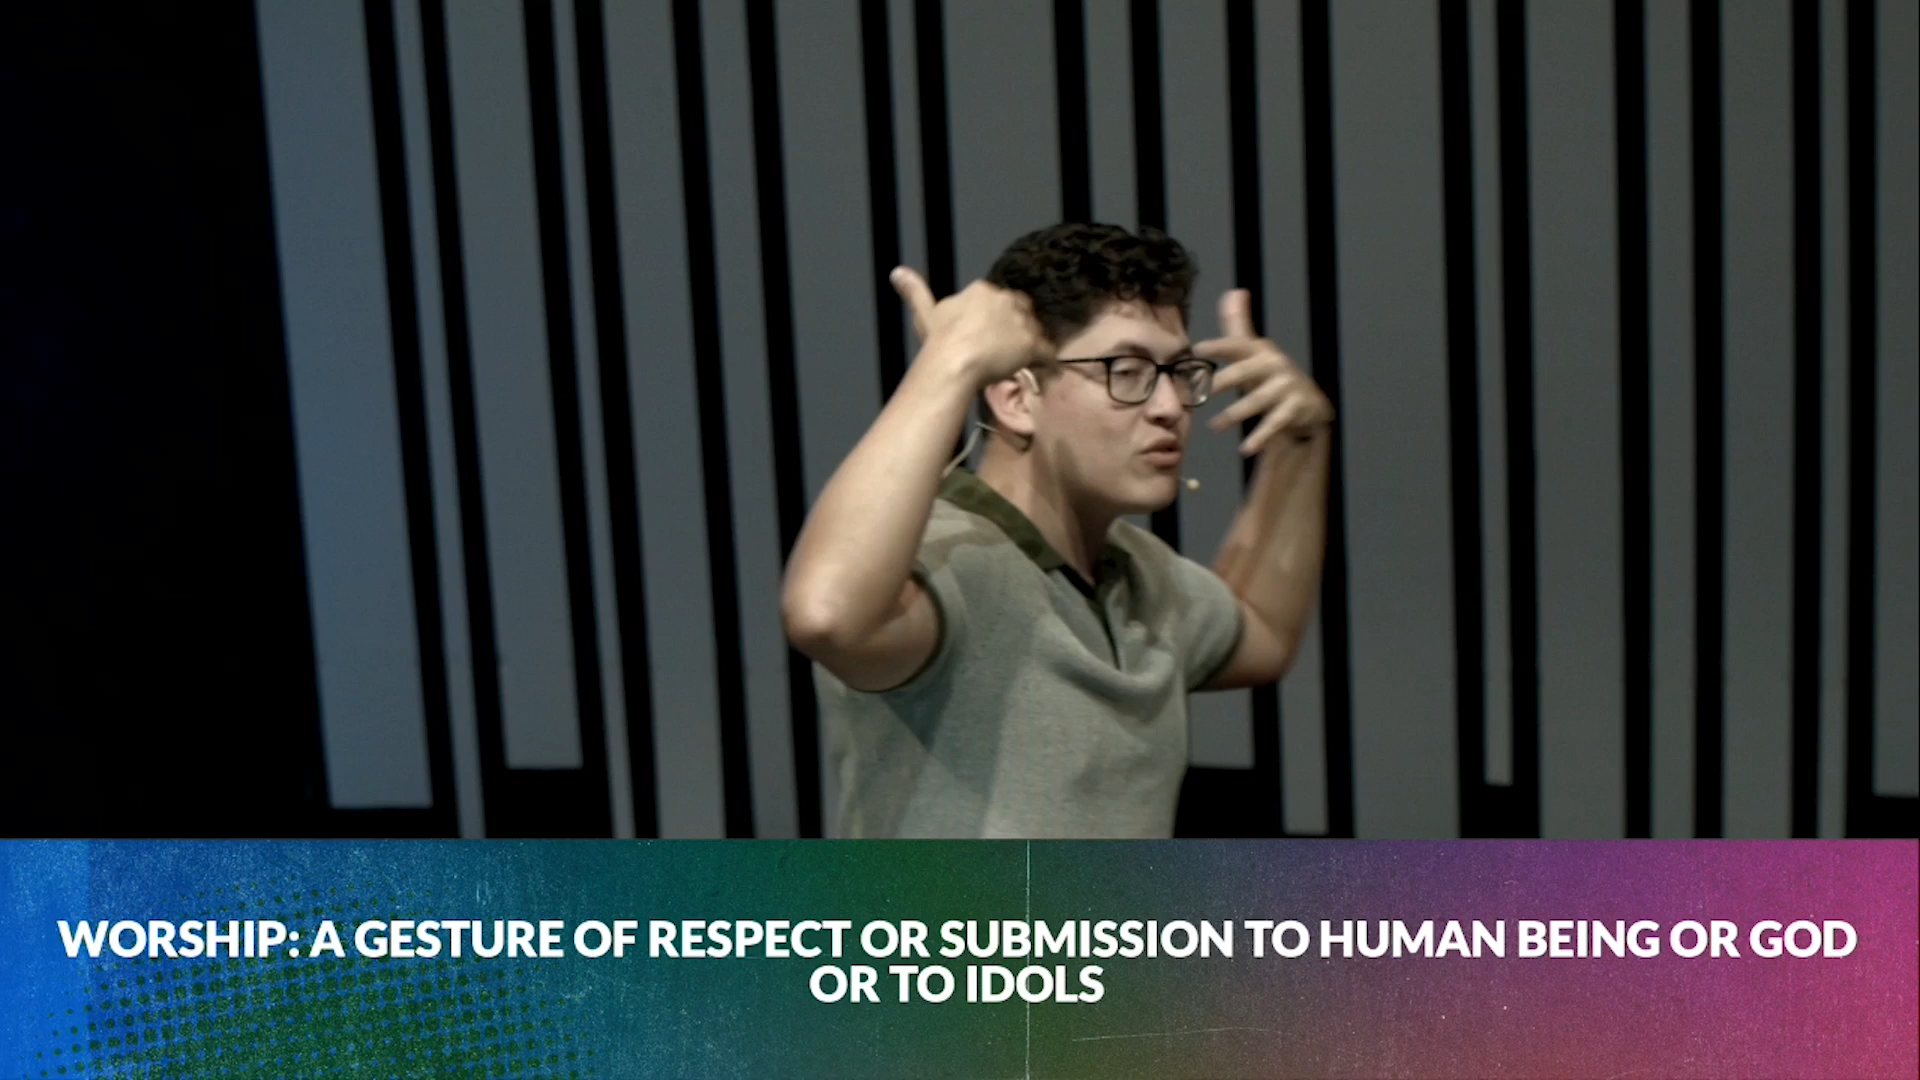 WORSHIP: A GESTURE OF RESPECT OR SUBMISSION TO HUMAN BEING OR GOD
OR TO IDOLS